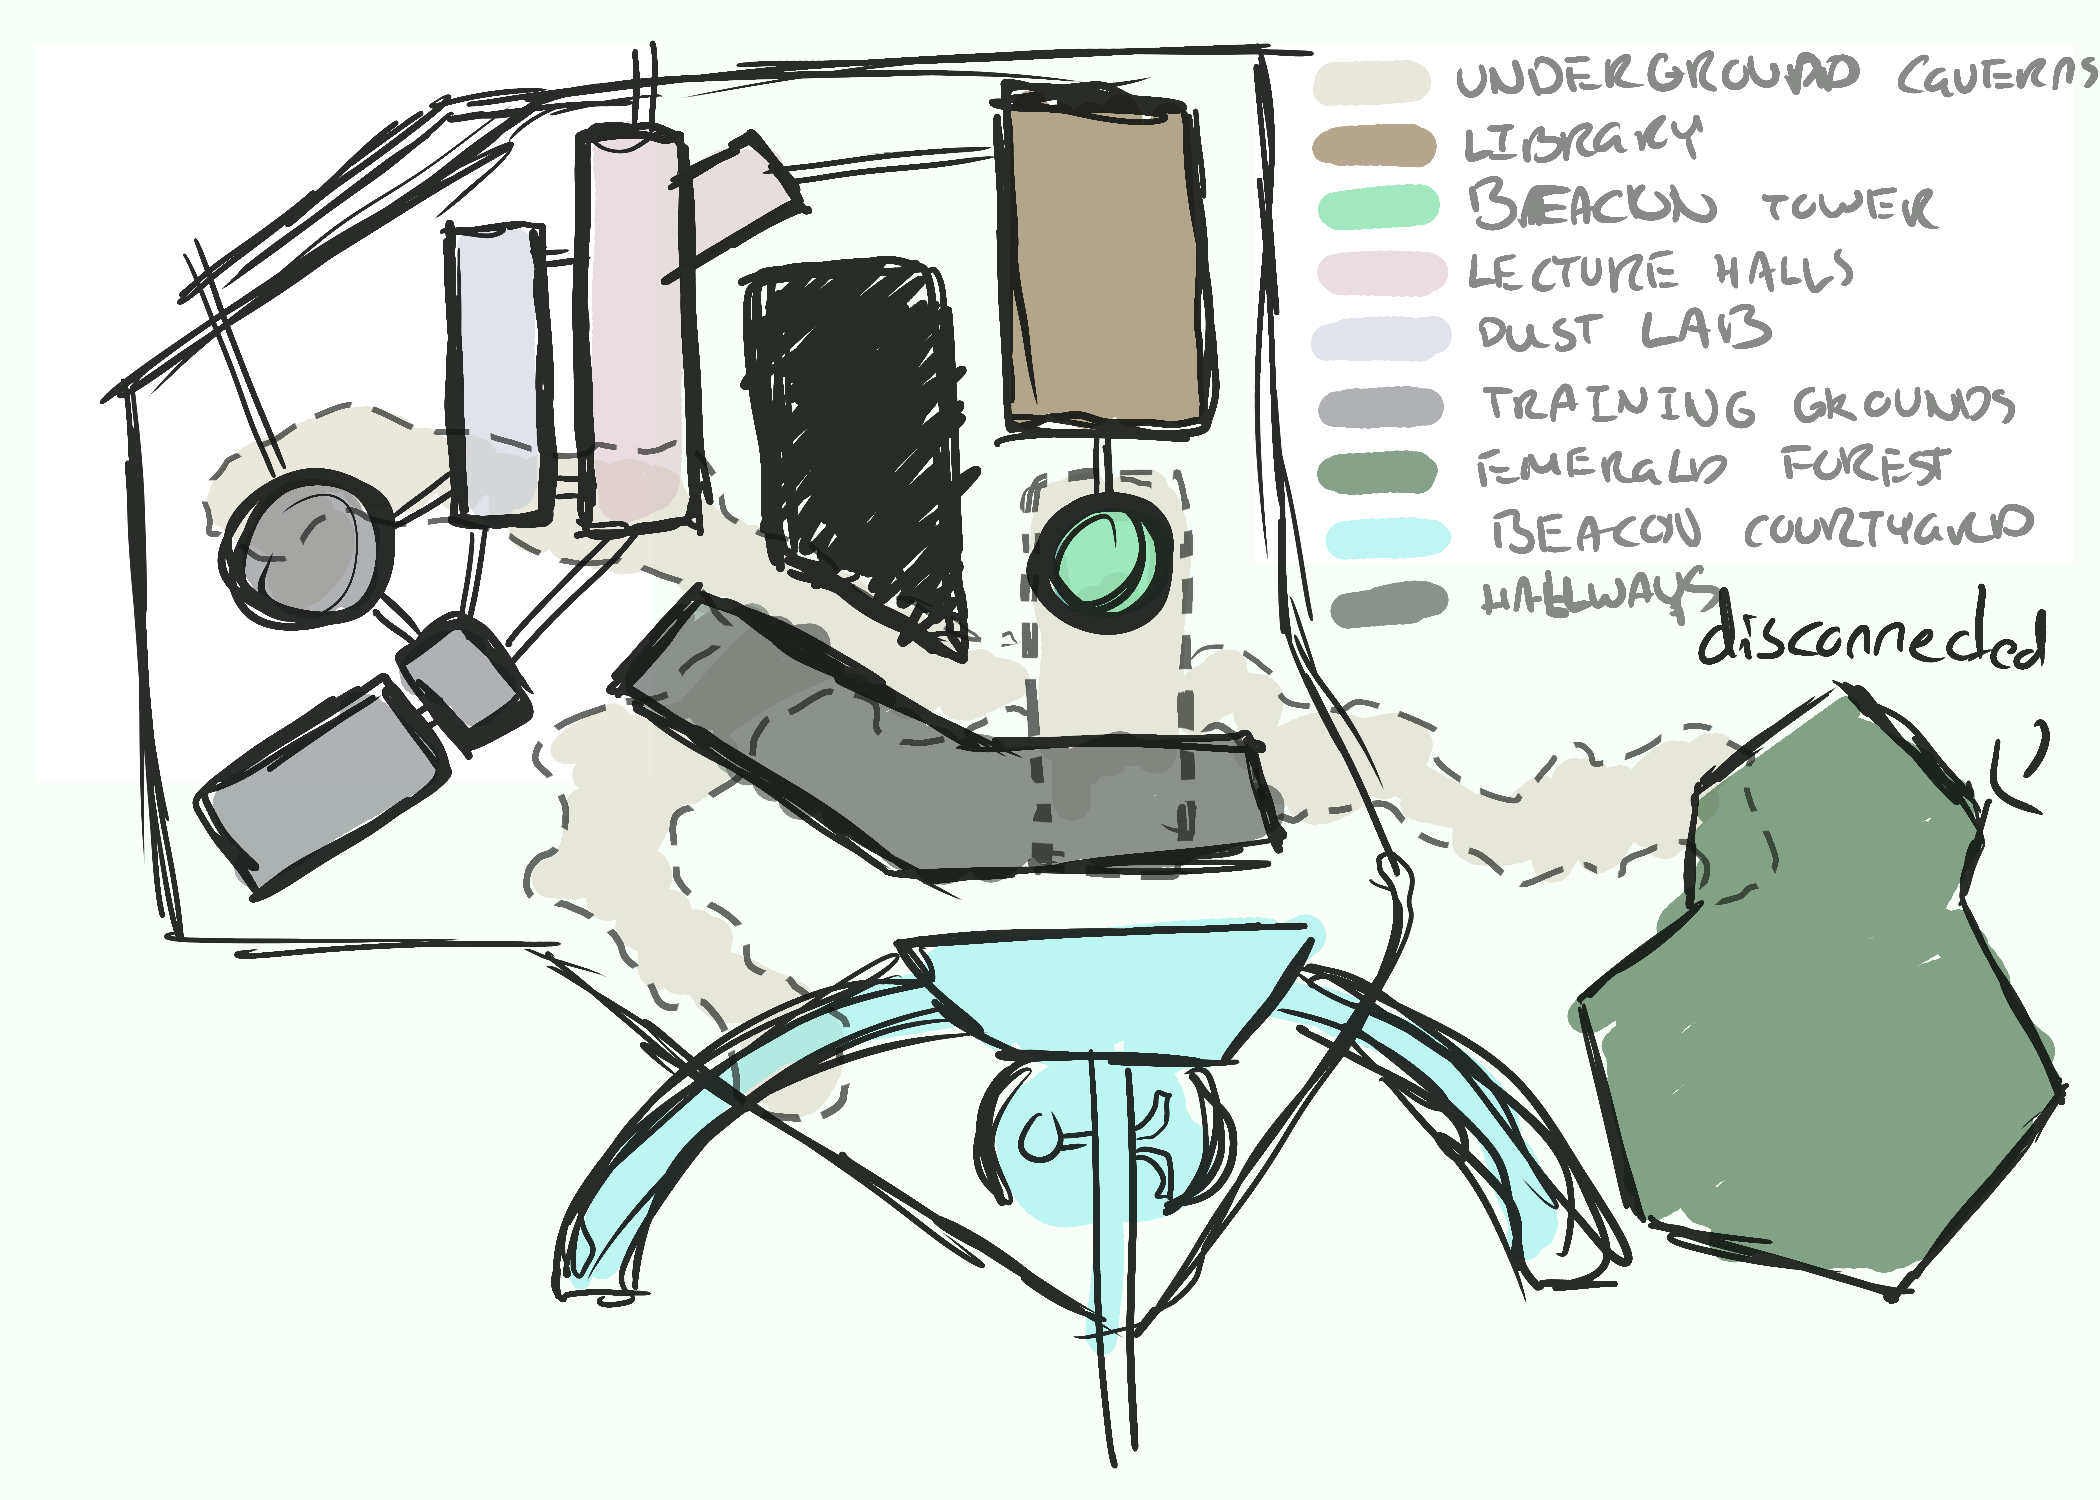 UNDERGROUND CAVERNS
LIBRARY
BEACON TOWER
LECTURE HALLS
DUST LAB
TRAINING GROUNDS
EMERALD FOREST
BEACON COURTYARD
HALLWAYS
disconnected